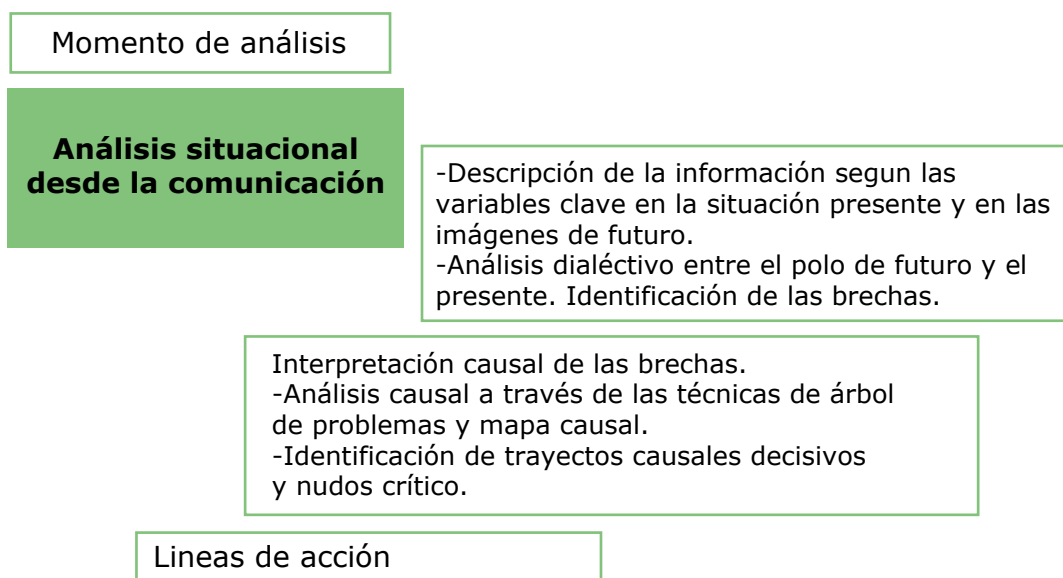 Momento de análisis
Análisis situacional
desde la comunicación
-Descripción de la información segun las
variables clave en la situación presente y en las
imágenes de futuro.
-Análisis dialéctivo entre el polo de futuro y el
presente. Identificación de las brechas.
Interpretación causal de las brechas.
-Análisis causal a través de las técnicas de árbol
de problemas y mapa causal.
-Identificación de trayectos causales decisivos
y nudos crítico.
Lineas de acción